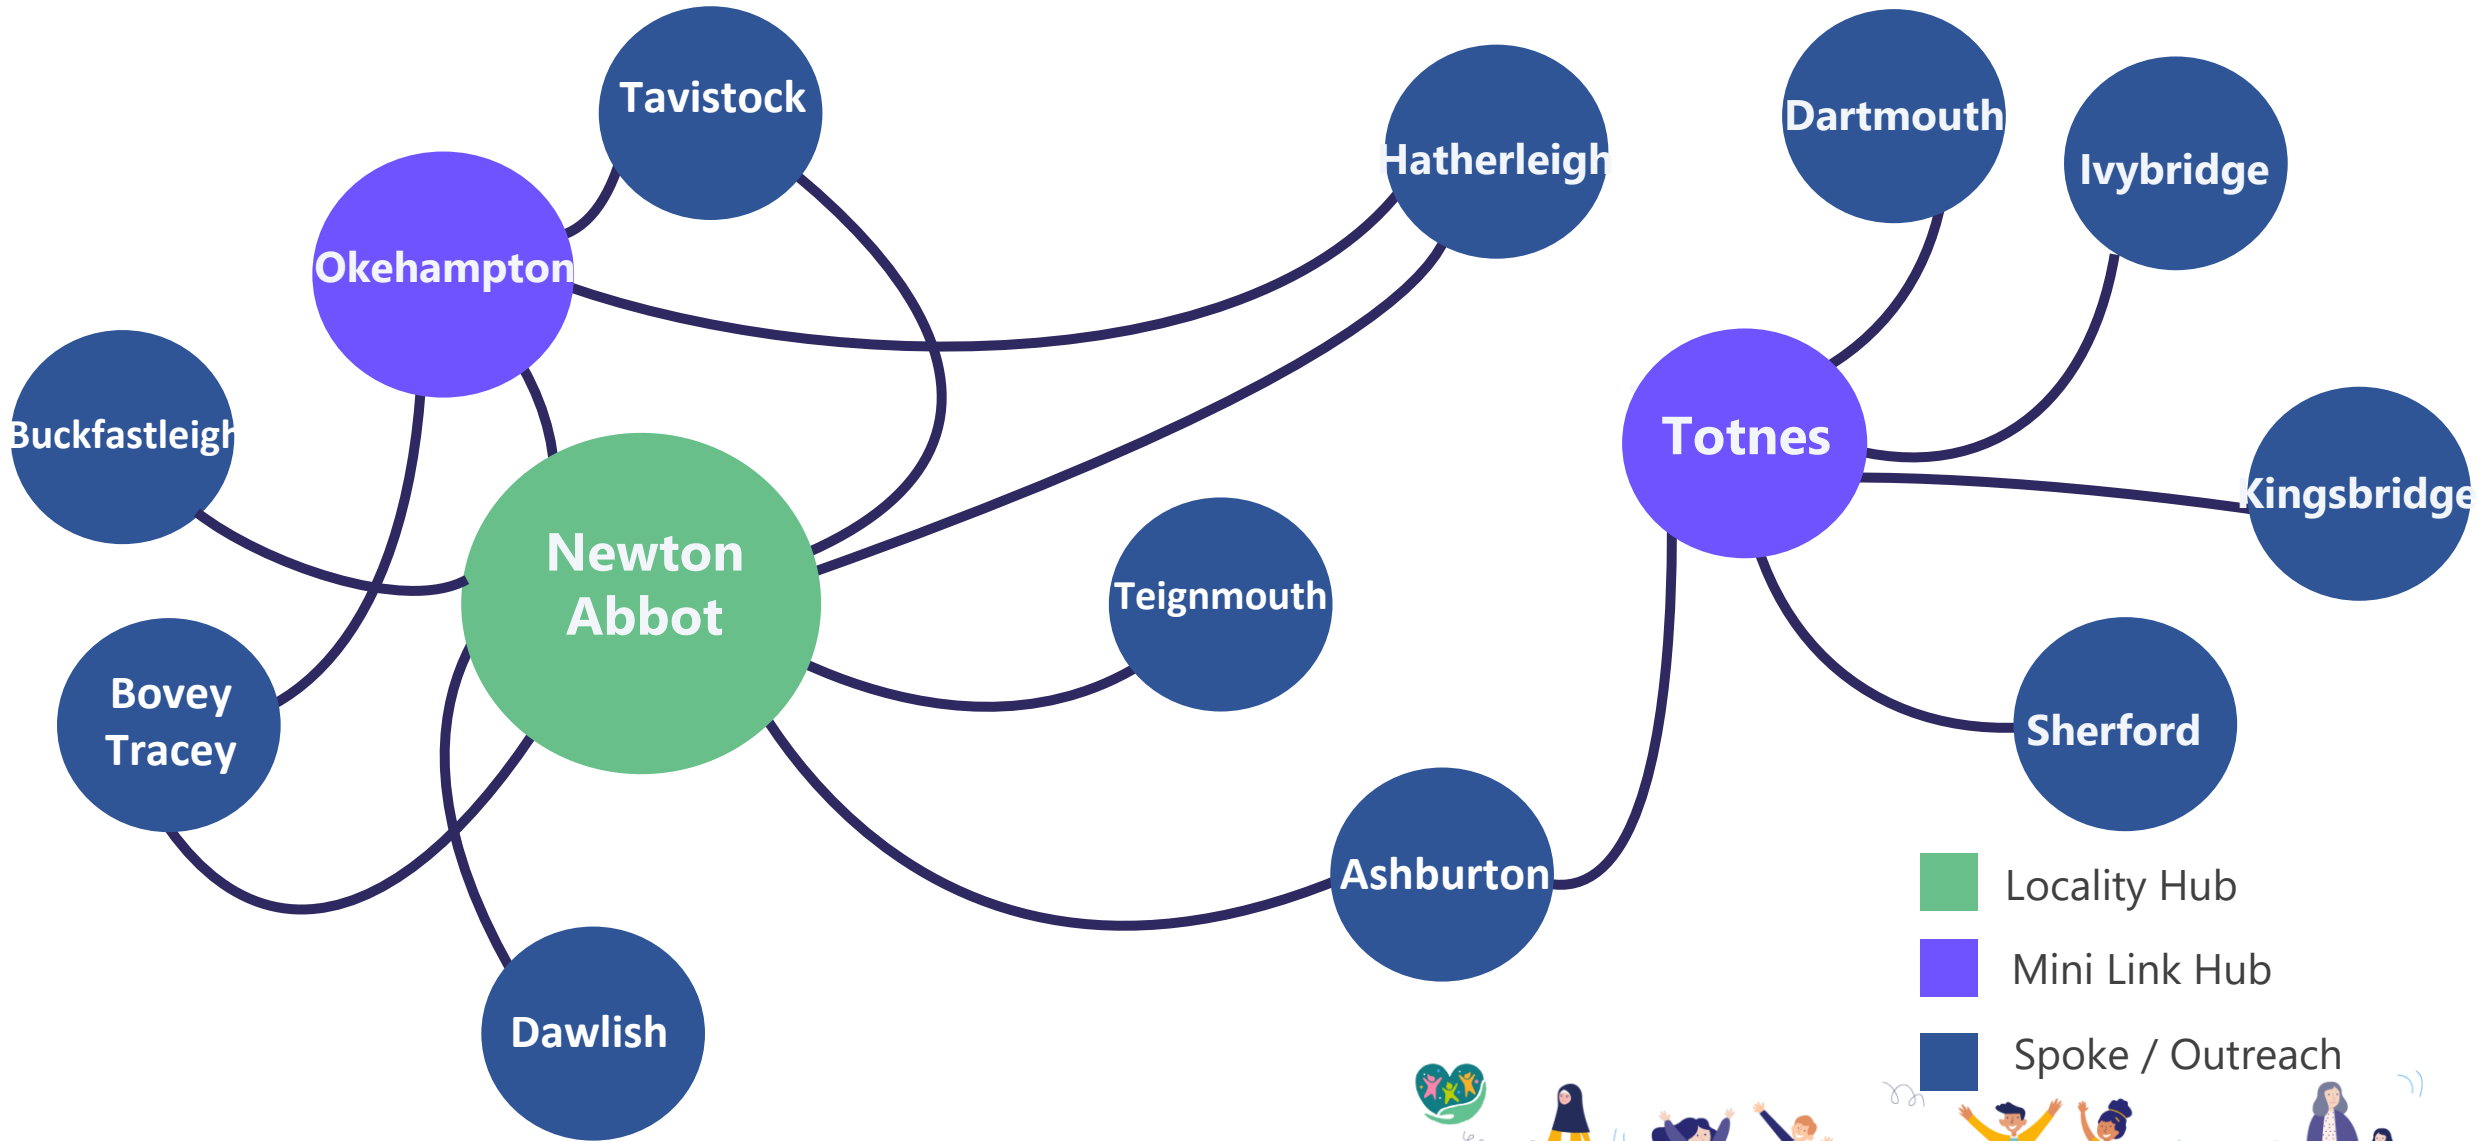 Tavistock
Hatherleigh
Dartmouth
Ivybridge
Okehampton
Buckfastleigh
Totnes
Kingsbridge
Newton
Abbot
Teignmouth
Bovey
Tracey
Sherford
Ashburton
Dawlish
Locality Hub
Mini Link Hub
Spoke / Outreach